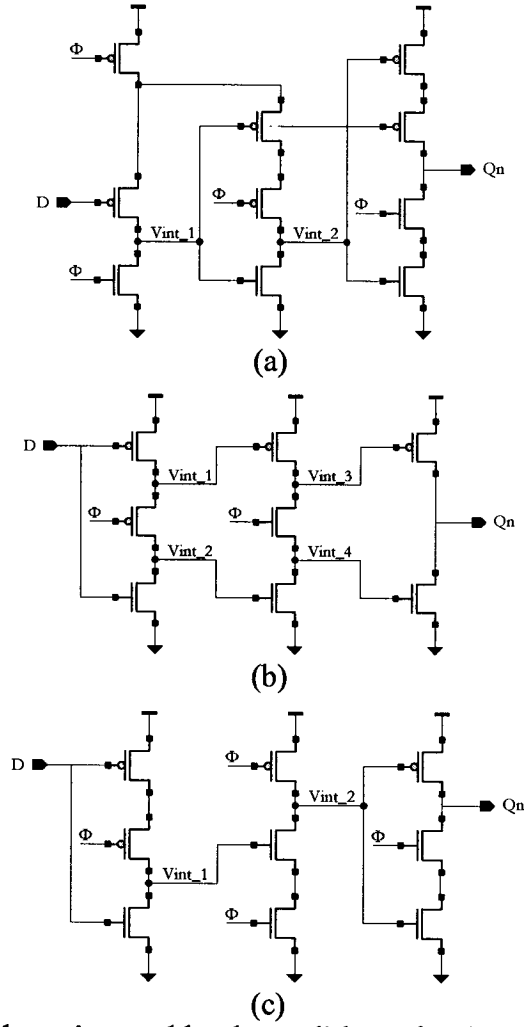 Φ
D
Φ
Vint_1
Φ
Vint_2
Φ
Qn
(a)
D
Φ
Vint_1
Vint_2
Φ
Vint_3
Vint_4
Qn
(b)
D
Φ
Vint_1
Φ
Φ
Vint_2
Φ
Qn
(c)